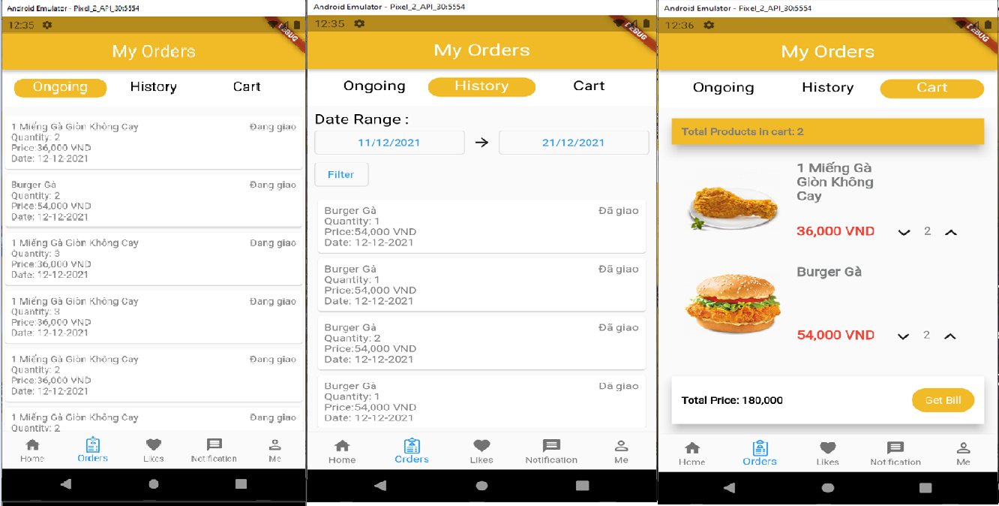 Android Emulator - Pixel_2_API_30:5554
12:35
DEBUG
My Orders
Ongoing History Cart
1 Miếng Gà Giòn Không Cay Đang giao
Quantity: 2
Price:36,000 VND
Date: 12-12-2021
Burger Gà Đang giao
Quantity: 2
Price:54,000 VND
Date: 12-12-2021
1 Miếng Gà Giòn Không Cay Đang giao
Quantity: 3
Price:36,000 VND
Date: 12-12-2021
1 Miếng Gà Giòn Không Cay Đang giao
Quantity: 3
Price:36,000 VND
Date: 12-12-2021
1 Miếng Gà Giòn Không Cay Đang giao
Quantity: 2
Price:36,000 VND
Date: 12-12-2021
1 Miếng Gà Giòn Không Cay Đang giao
Quantity: 2
Home Orders Likes Notification Me
Android Emulator - Pixel_2_API_30:5554
12:35
DEBUG
My Orders
Ongoing History Cart
Date Range :
11/12/2021 21/12/2021
Filter
Burger Gà Đã giao
Quantity: 1
Price:54,000 VND
Date: 12-12-2021
Burger Gà Đã giao
Quantity: 1
Price:54,000 VND
Date: 12-12-2021
Burger Gà Đã giao
Quantity: 2
Price:54,000 VND
Date: 12-12-2021
Burger Gà Đã giao
Quantity: 1
Price:54,000 VND
Date: 12-12-2021
Home Orders Likes Notification Me
Android Emulator - Pixel_2_API_30:5554
12:36
DEBUG
My Orders
Ongoing History Cart
Total Products in cart: 2
1 Miếng Gà
Giòn Không
Cay
36,000 VND 2
Burger Gà
54,000 VND 2
Total Price: 180,000 Get Bill
Home Orders Likes Notification Me